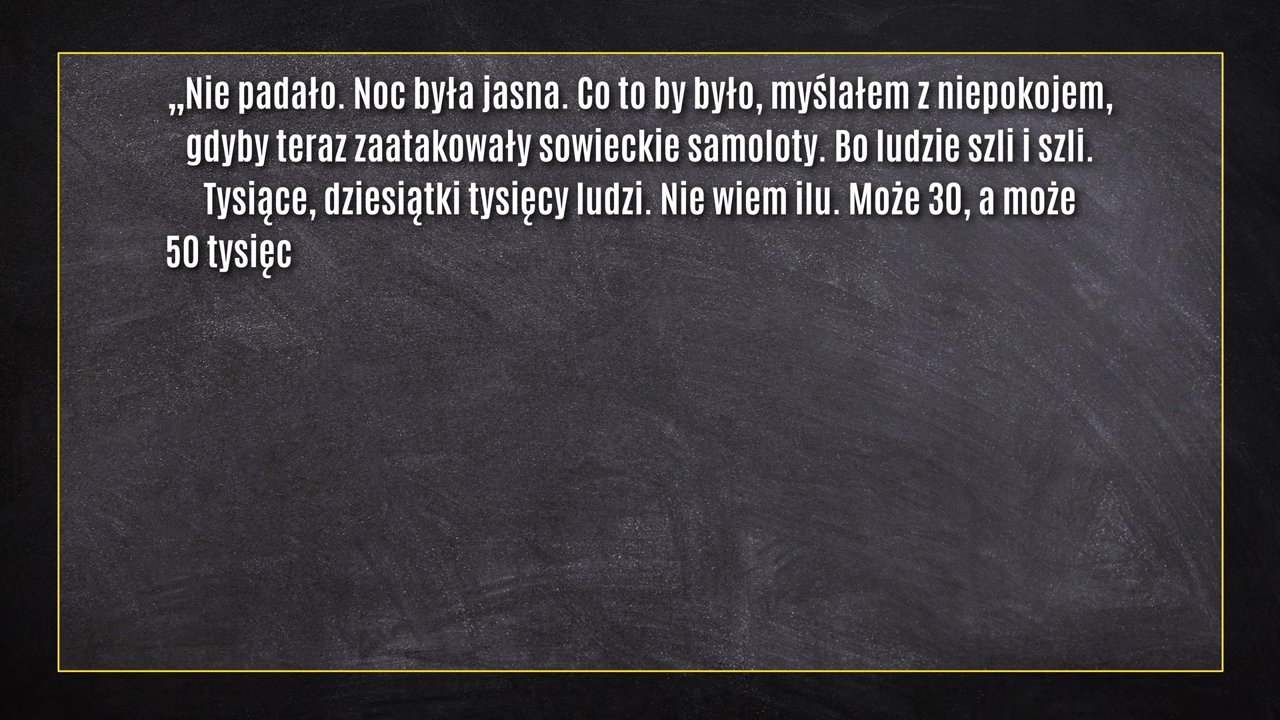 „Nie padało. Noc była jasna. Co to by było, myślałem z niepokojem,
gdyby teraz zaatakowały sowieckie samoloty. Bo ludzie szli i szli.
Tysiące, dziesiątki tysięcy ludzi. Nie wiem ilu. Może 30, a może
50 tysięc